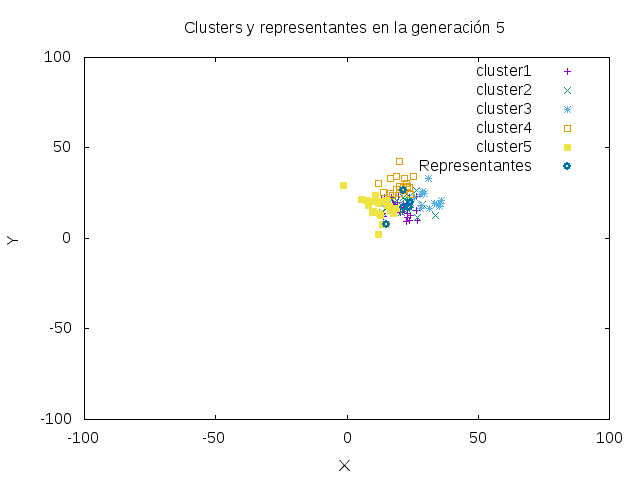 Clusters y representantes en la generación 5
100
50
0
-50
-100
-100
-50
0
50
100
X
Y
cluster1
cluster2
cluster3
cluster4
cluster5
Representantes